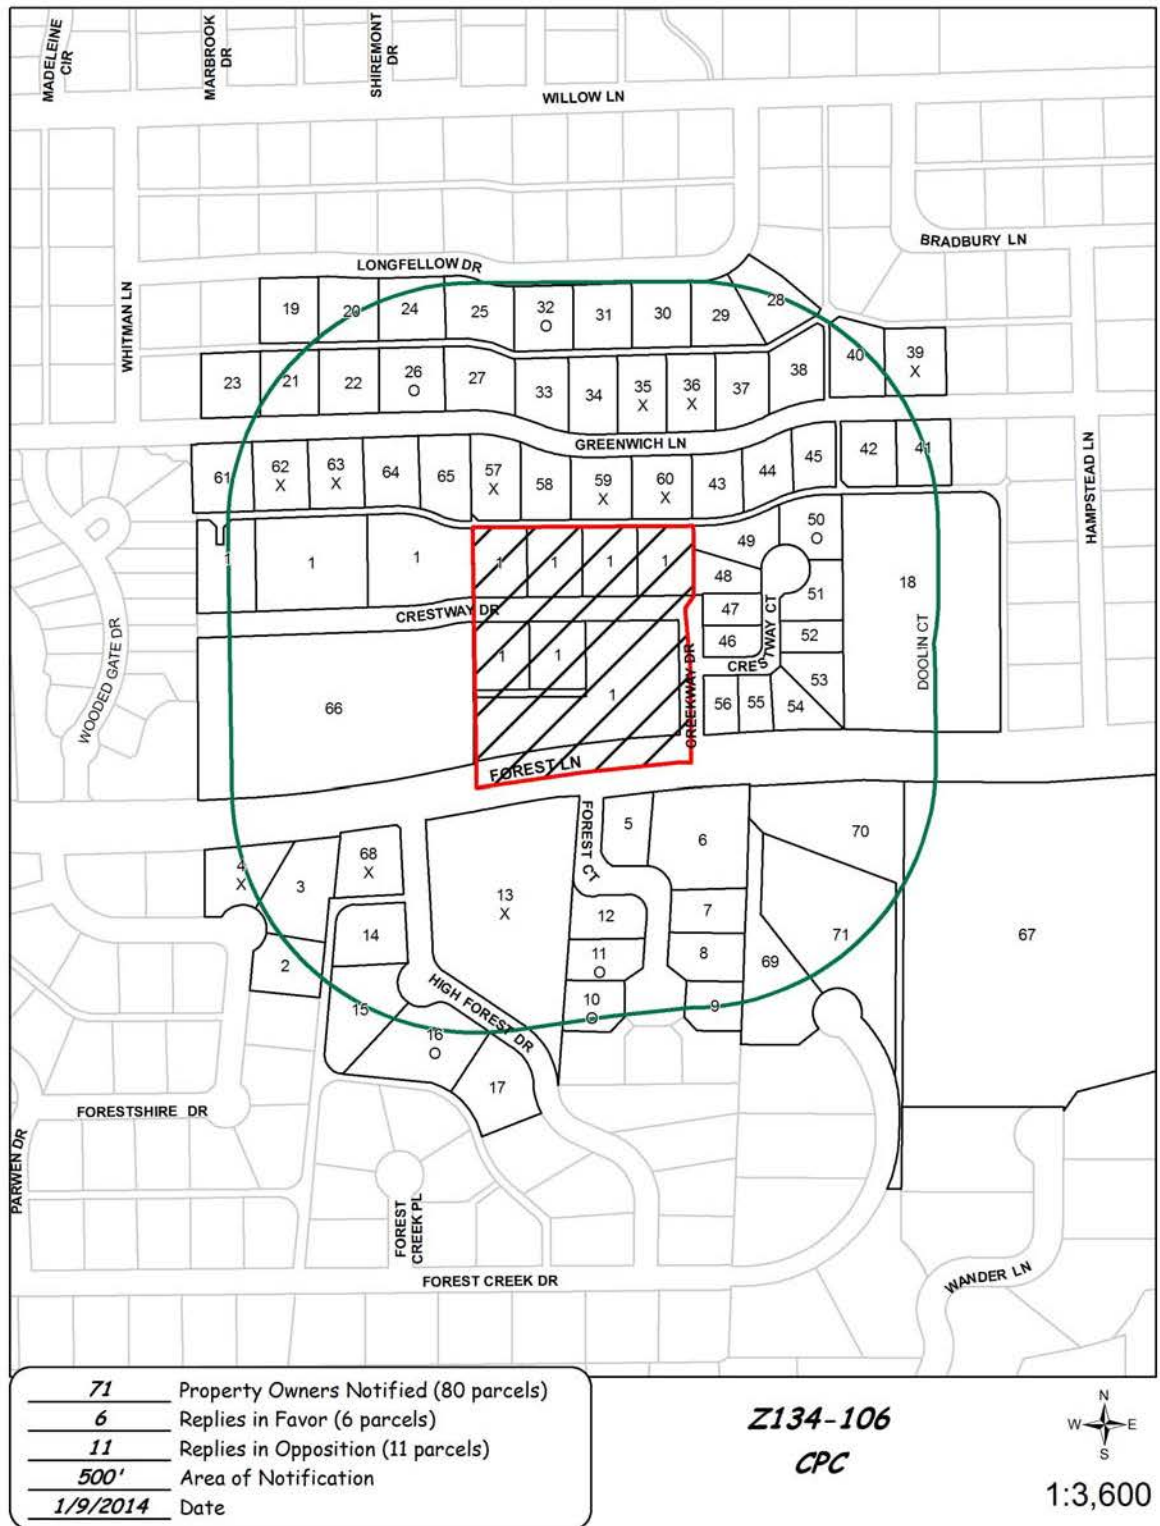 MADELEINE
CIR
MARBROOK
DR
SHIREMONT
DR
WILLOW LN
BRADBURY LN
LONGFELLOW DR
WHITMAN LN
28
19
20
24
25
32
O
31
30
29
40
39
X
23
21
22
26
O
27
33
34
35
X
36
X
37
38
GREENWICH LN
HAMPSTEAD LN
61
62
X
63
X
64
65
57
X
58
59
X
60
X
43
44
45
42
41
1
1
1
1
1
1
1
49
50
O
48
51
18
CRESTWAY DR
47
46
52
CRESTWAY CT
DOOLIN CT
WOODED GATE DR
66
1
1
1
CREEKWAY DR
56
55
54
53
FOREST LN
FOREST CT
5
6
70
4
X
3
68
X
13
X
12
7
71
67
14
11
O
8
69
2
HIGH FOREST DR
10
O
9
15
16
O
17
FORESTSHIRE DR
PARWEN DR
FOREST
CREEK PL
FOREST CREEK DR
WANDER LN
71 Property Owners Notified (80 parcels)
6 Replies in Favor (6 parcels)
11 Replies in Opposition (11 parcels)
500' Area of Notification
1/9/2014 Date
Z134-106
CPC
N
W E
S
1:3,600